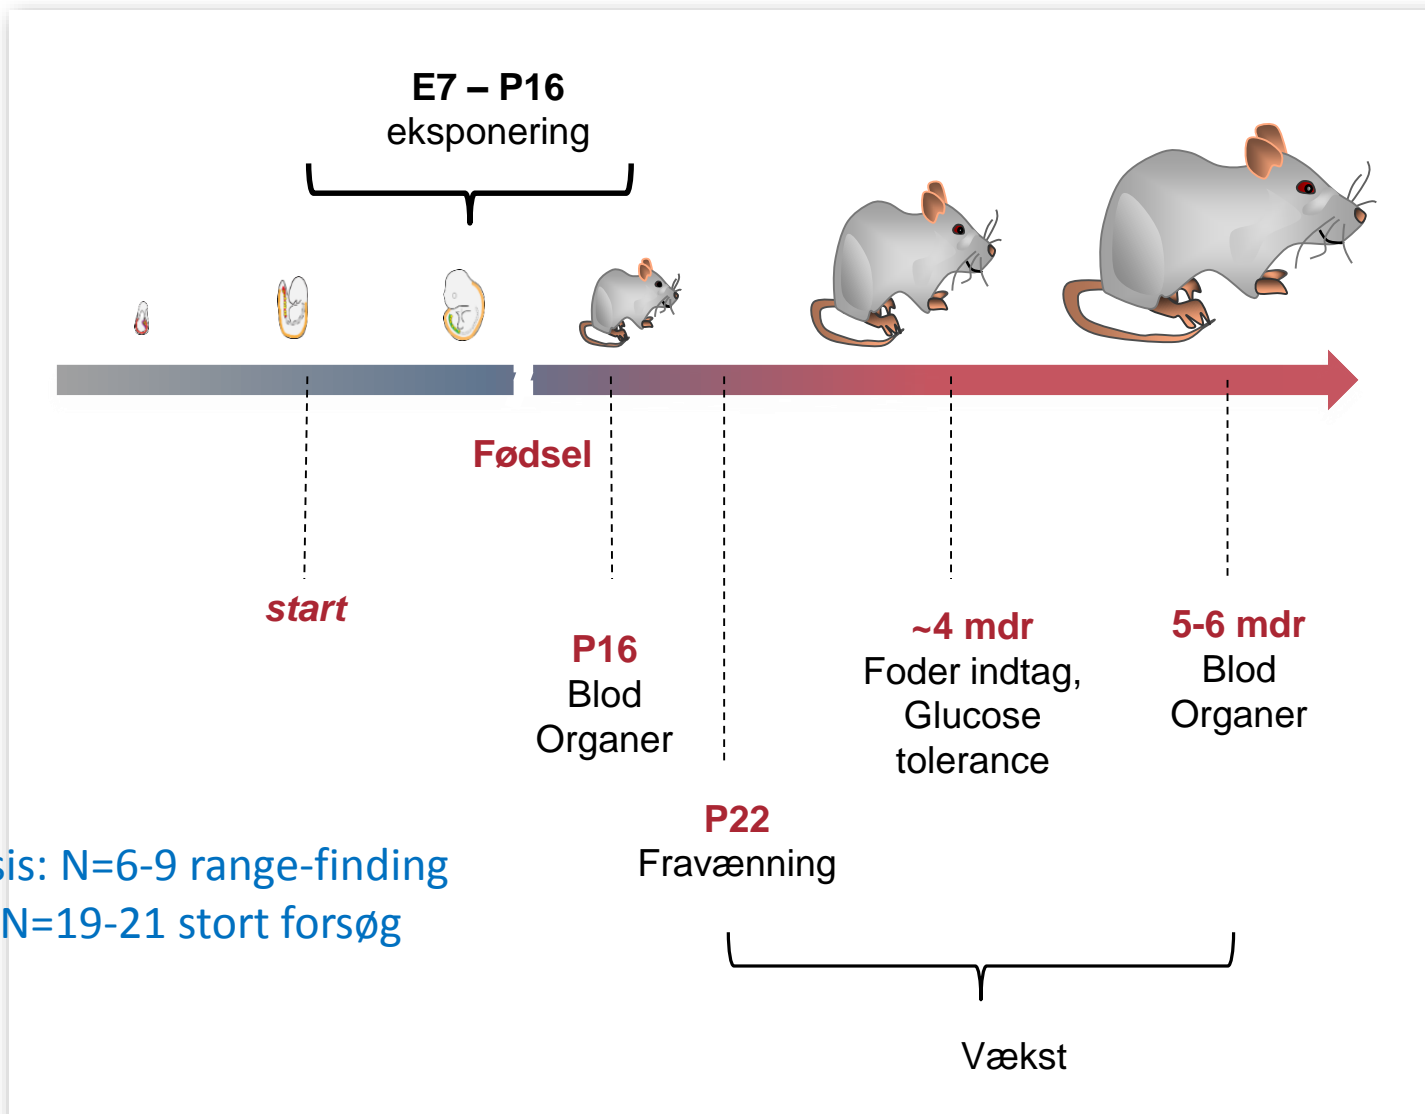 E7 – P16
eksponering
Fødsel
start
P16
Blod
Organer
~4 mdr
Foder indtag,
Glucose
tolerance
5-6 mdr
Blod
Organer
P22
Fravænning
N=6-9 range-finding
N=19-21 stort forsøg
Vækst